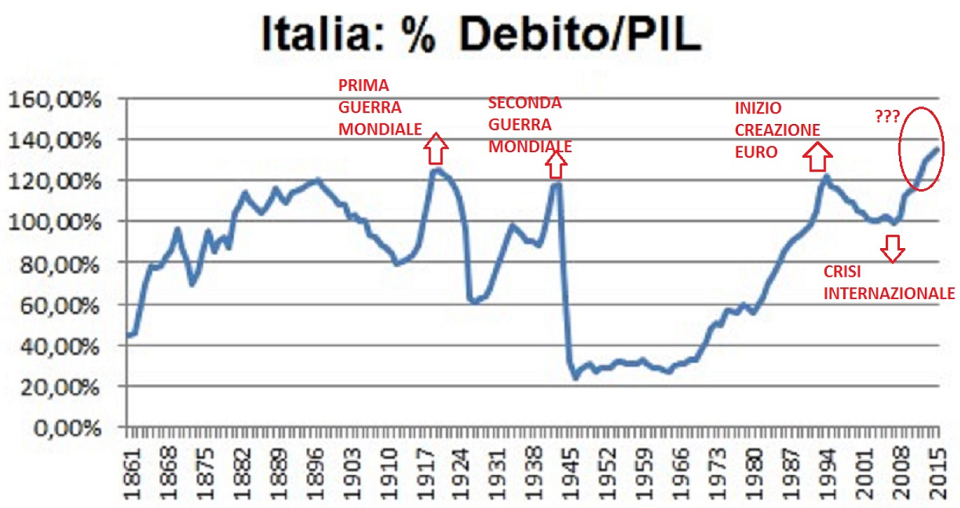 Italia: % Debito/PIL
PRIMA
GUERRA
MONDIALE
SECONDA
GUERRA
MONDIALE
INIZIO
CREAZIONE
EURO
???
CRISI
INTERNAZIONALE
160,00%
140,00%
120,00%
100,00%
80,00%
60,00%
40,00%
20,00%
0,00%
1861
1868
1875
1882
1889
1896
1903
1910
1917
1924
1931
1938
1945
1952
1959
1966
1973
1980
1987
1994
2001
2008
2015